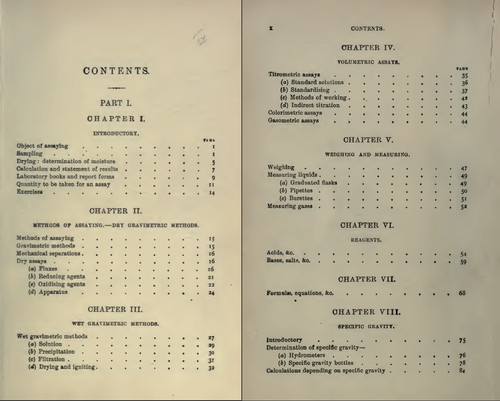 CONTENTS.
PART I.
CHAPTER I.
INTRODUCTORY.
PAGE
Object of assaying . . . . . . . . 1
Sampling . . . . . . . . 1
Drying: determination of moisture . . . . . 5
Calculation and statement of results . . . . . 7
Laboratory books and report forms . . . . . 9
Quantity to be taken for an assay . . . . . 11
Exercises . . . . . . . . 14
CHAPTER II.
METHODS OF ASSAYING.—DRY GRAVIMETRIC METHODS.
Methods of assaying . . . . . . . 15
Gravimetric methods . . . . . . . 15
Mechanical separations . . . . . . . 16
Dry assays . . . . . . . . 16
(a) Fluxes . . . . . . . 16
(b) Reducing agents . . . . . . 21
(c) Oxidising agents . . . . . . 22
(d) Apparatus . . . . . . . 24
CHAPTER III.
WET GRAVIMETRIC METHODS.
Wet gravimetric methods . . . . . . 27
(a) Solution . . . . . . . 29
(b) Precipitation . . . . . . . 30
(c) Filtration . . . . . . . 31
(d) Drying and igniting . . . . . . 32
x CONTENTS.
CHAPTER IV.
VOLUMETRIC ASSAYS.
PAGE
Titrometric assays . . . . . . . 35
(a) Standard solutions . . . . . . 36
(b) Standardising . . . . . . . 37
(c) Methods of working . . . . . . 42
(d) Indirect titration . . . . . . 43
Colorimetric assays . . . . . . . 44
Gasometric assays . . . . . . . 44
CHAPTER V.
WEIGHING AND MEASURING.
Weighing . . . . . . . . 47
Measuring liquids . . . . . . . 49
(a) Graduated flasks . . . . . . 49
(b) Pipettes . . . . . . . 50
(c) Burettes . . . . . . . 51
Measuring gases . . . . . . . 52
CHAPTER VI.
REAGENTS.
Acids, &c. . . . . . . . . 54
Bases, salts, &c. . . . . . . . 59
CHAPTER VII.
Formulæ, equations, &c. . . . . . . 68
CHAPTER VIII.
SPECIFIC GRAVITY.
Introductory . . . . . . . . 75
Determination of specific gravity—
(a) Hydrometers . . . . . . . 76
(b) Specific gravity bottles . . . . . 78
Calculations depending on specific gravity . . . . 84